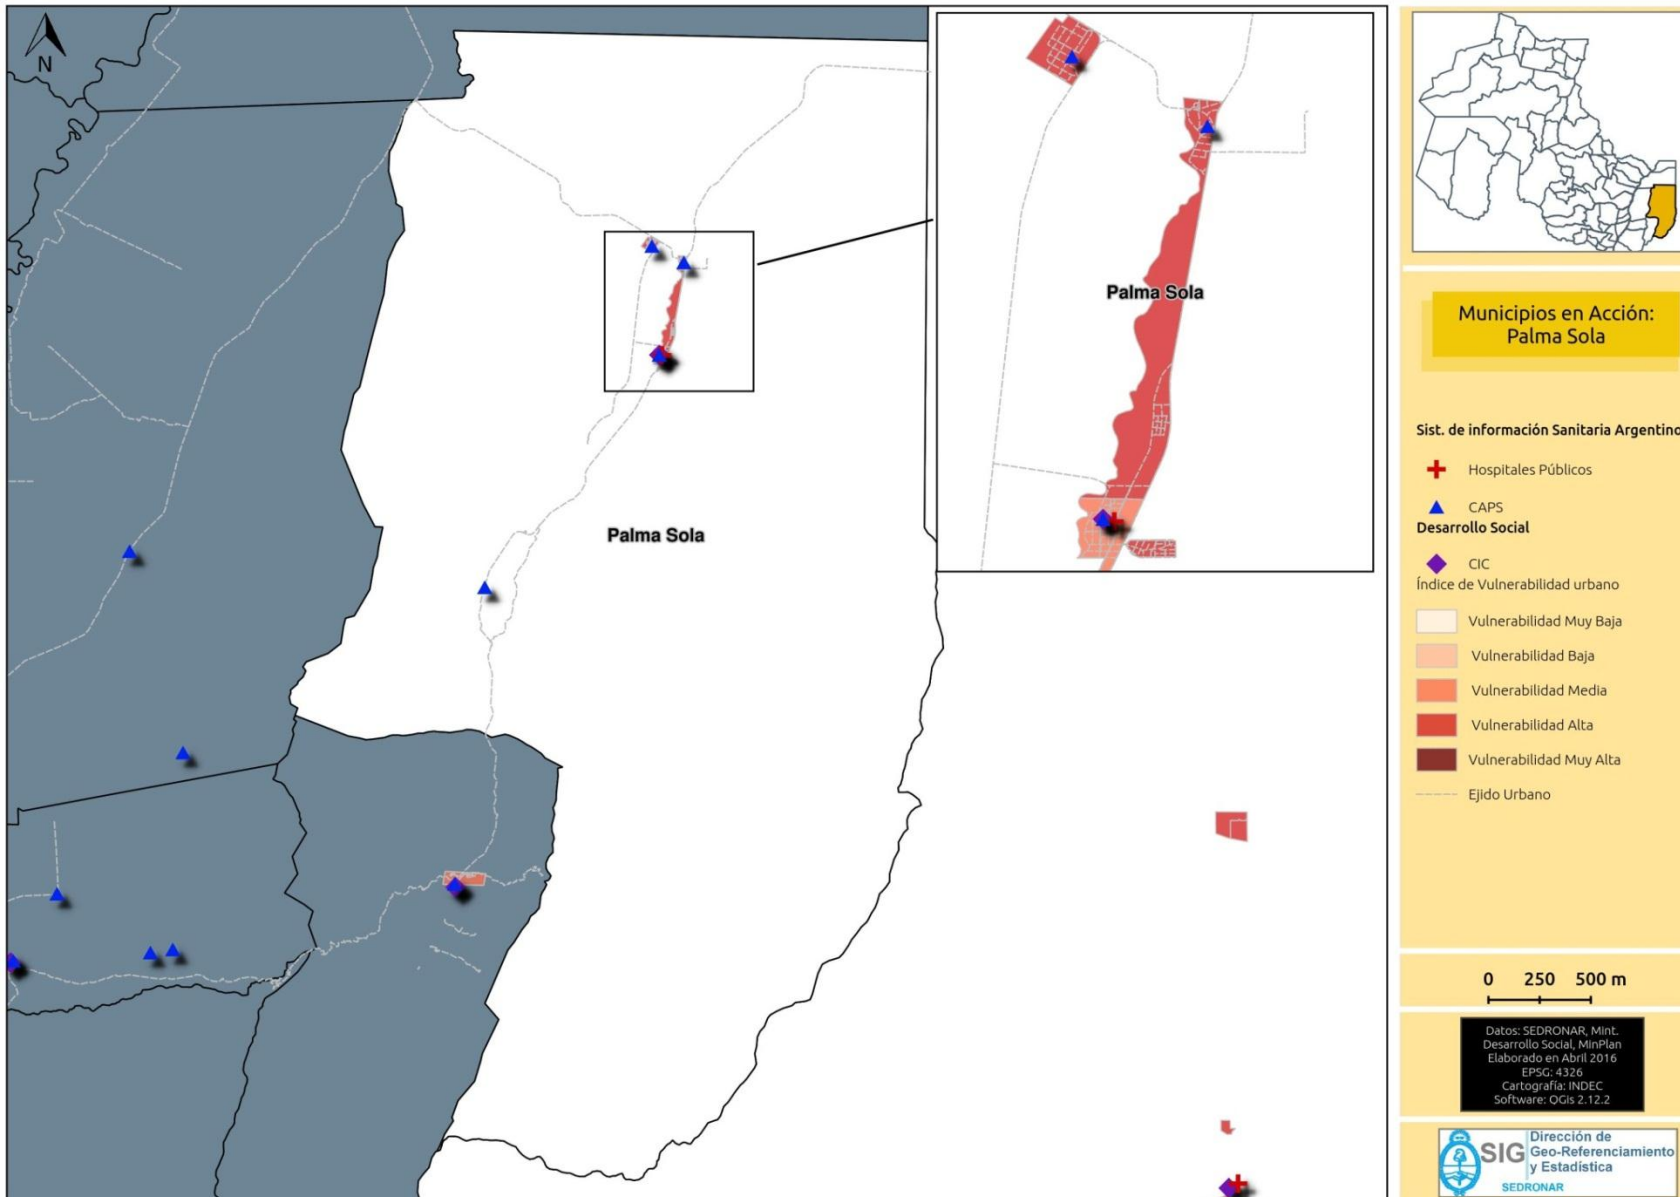 N
Palma Sola
Palma Sola
Municipios en Acción:
Palma Sola
Sist. de información Sanitaria Argentino
Hospitales Públicos
CAPS
Desarrollo Social
CIC
Índice de Vulnerabilidad urbano
Vulnerabilidad Muy Baja
Vulnerabilidad Baja
Vulnerabilidad Media
Vulnerabilidad Alta
Vulnerabilidad Muy Alta
Ejido Urbano
0 250 500 m
Datos: SEDRONAR, Mint.
Desarrollo Social, MinPlan
Elaborado en Abril 2016
EPSG: 4326
Cartografía: INDEC
Software: QGis 2.12.2
SIG
Dirección de
Geo-Referenciamiento
y Estadística
SEDRONAR